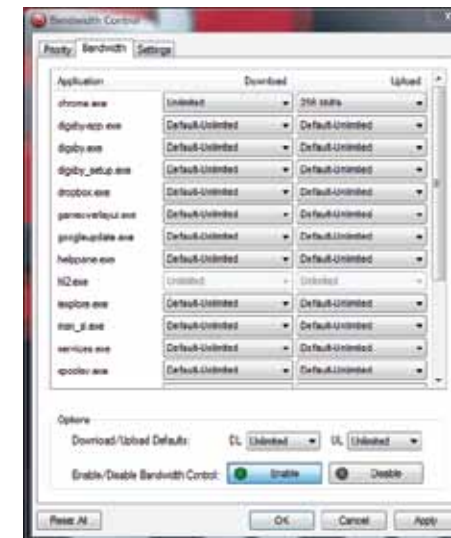 Bandwidth Control
Priority Bandwidth Settings
Application Download Upload
chrome.exe Unlimited 256 kbits
digsby-app.exe Default-Unlimited Default-Unlimited
digsby.exe Default-Unlimited Default-Unlimited
digsby_setup.exe Default-Unlimited Default-Unlimited
dropbox.exe Default-Unlimited Default-Unlimited
gameoverlayui.exe Default-Unlimited Default-Unlimited
googleupdate.exe Default-Unlimited Default-Unlimited
helppane.exe Default-Unlimited Default-Unlimited
hl2.exe Unlimited Unlimited
iexplore.exe Default-Unlimited Default-Unlimited
Default-Unlimited Default-Unlimited
services.exe Default-Unlimited Default-Unlimited
spoolsv.exe Default-Unlimited Default-Unlimited
Options
Download/Upload Defaults: DL Unlimited UL Unlimited
Enable/Disable Bandwidth Control: Enable Disable
Reset All OK Cancel Apply